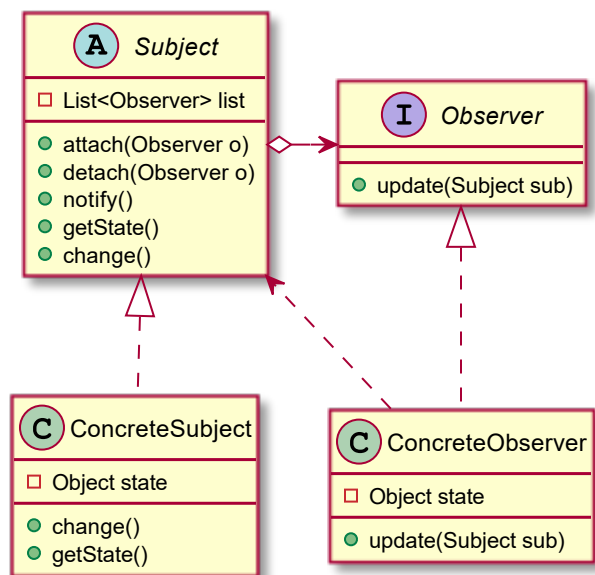 A Subject
List<Observer> list
attach(Observer o)
detach(Observer o)
notify()
getState()
change()
I Observer
update(Subject sub)
C ConcreteSubject
Object state
change()
getState()
C ConcreteObserver
Object state
update(Subject sub)